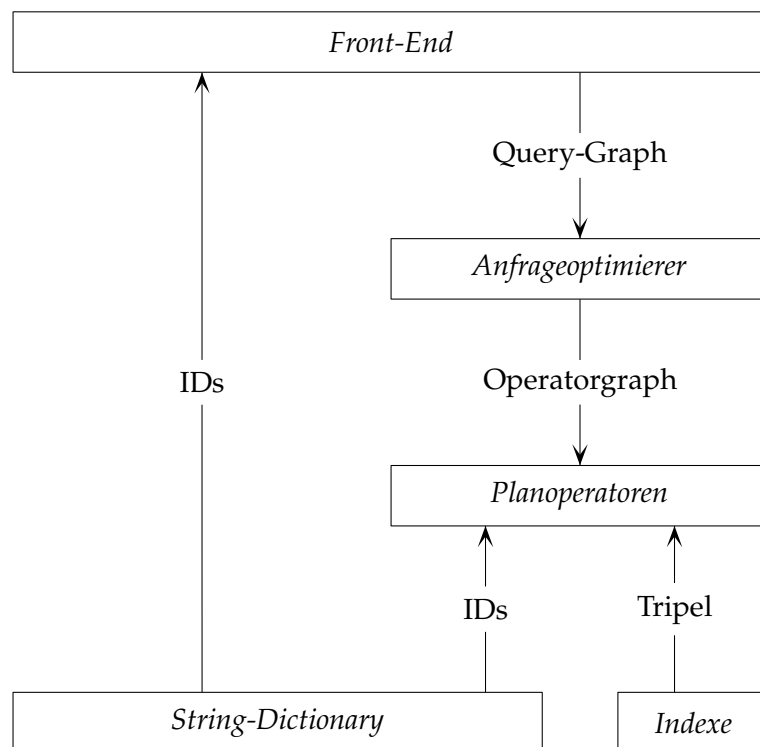 Front-End
Query-Graph
Anfrageoptimierer
IDs
Operatorgraph
Planoperatoren
IDs
Tripel
String-Dictionary
Indexe